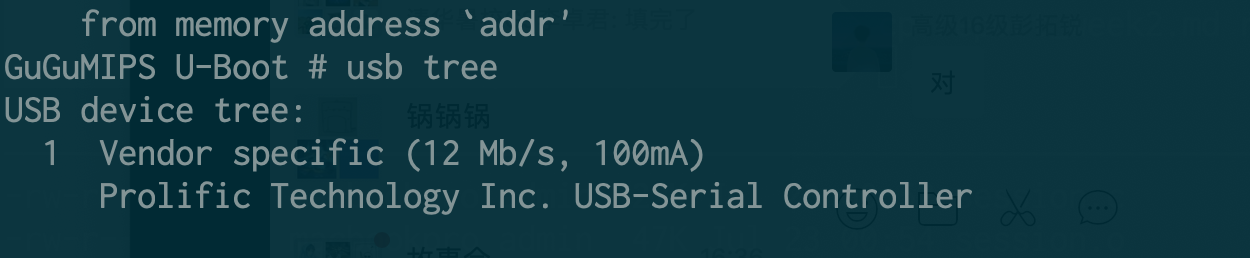 from memory address `addr'
GuGuMIPS U-Boot # usb tree
USB device tree:
1 Vendor specific (12 Mb/s, 100mA)
Prolific Technology Inc. USB-Serial Controller
对
锅锅锅